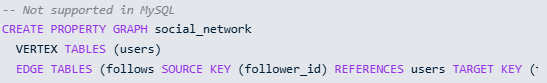 -- Not supported in MySQL
CREATE PROPERTY GRAPH social_network
VERTEX TABLES (users)
EDGE TABLES (follows SOURCE KEY (follower_id) REFERENCES users TARGET KEY (